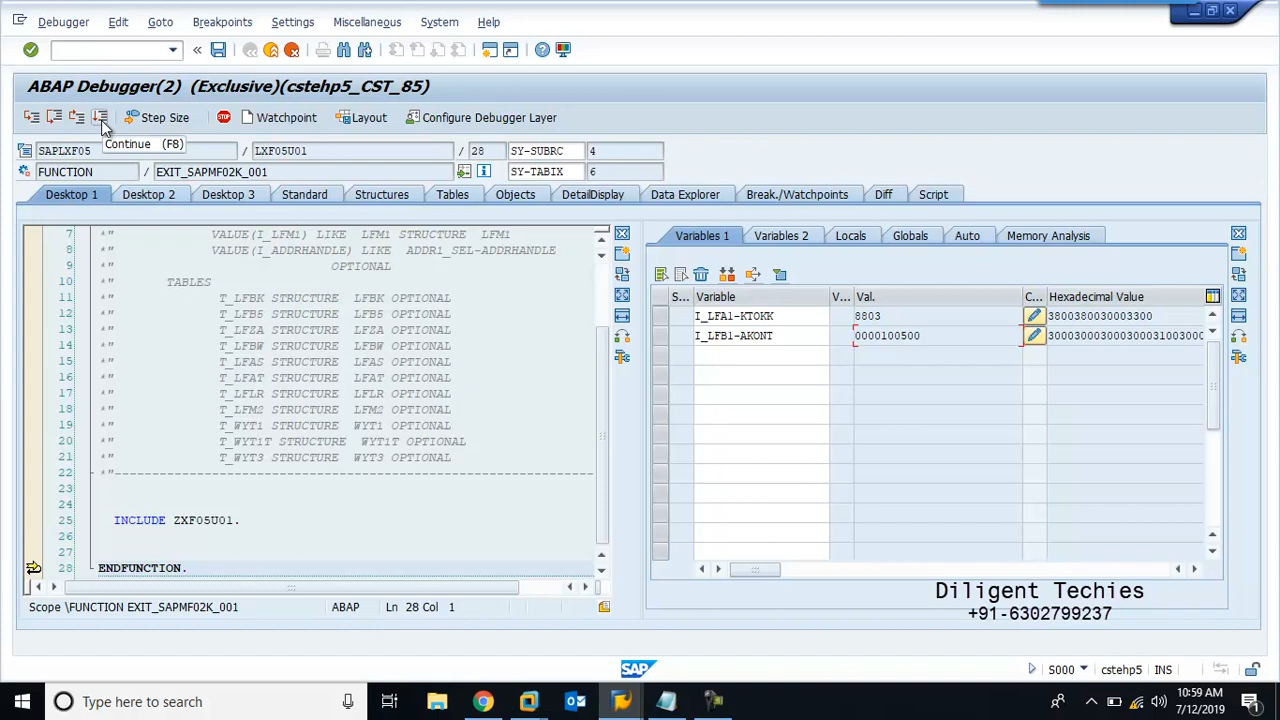 Debugger Edit Goto Breakpoints Settings Miscellaneous System Help
ABAP Debugger(2) (Exclusive)(cstehp5_CST_85)
Step Size Watchpoint Layout Configure Debugger Layer
Continue (F8)
SAPLXF05 / LXF05U01 / 28 SY-SUBRC 4
FUNCTION / EXIT_SAPMF02K_001 SY-TABIX 6
Desktop 1 Desktop 2 Desktop 3 Standard Structures Tables Objects DetailDisplay Data Explorer Break./Watchpoints Diff Script
7 *" VALUE(I_LFM1) LIKE LFM1 STRUCTURE LFM1
8 *" VALUE(I_ADDRHANDLE) LIKE ADDR1_SEL-ADDRHANDLE
9 *" OPTIONAL
10 *" TABLES
11 *" T_LFBK STRUCTURE LFBK OPTIONAL
12 *" T_LFB5 STRUCTURE LFB5 OPTIONAL
13 *" T_LFZA STRUCTURE LFZA OPTIONAL
14 *" T_LFBW STRUCTURE LFBW OPTIONAL
15 *" T_LFAS STRUCTURE LFAS OPTIONAL
16 *" T_LFAT STRUCTURE LFAT OPTIONAL
17 *" T_LFLR STRUCTURE LFLR OPTIONAL
18 *" T_LFM2 STRUCTURE LFM2 OPTIONAL
19 *" T_WYT1 STRUCTURE WYT1 OPTIONAL
20 *" T_WYT1T STRUCTURE WYT1T OPTIONAL
21 *" T_WYT3 STRUCTURE WYT3 OPTIONAL
22 *"----------------------------------------------------------------
23
24
25 INCLUDE ZXF05U01.
26
27
28 ENDFUNCTION.
Scope \FUNCTION EXIT_SAPMF02K_001 ABAP Ln 28 Col 1
Variables 1 Variables 2 Locals Globals Auto Memory Analysis
S... Variable V... Val. C... Hexadecimal Value
I_LFA1-KTOKK 8803 3800380030003300
I_LFB1-AKONT 0000100500 3000300030003000310030000
Diligent Techies
+91-6302799237
SAP S000 cstehp5 INS
Type here to search
10:59 AM
7/12/2019
1